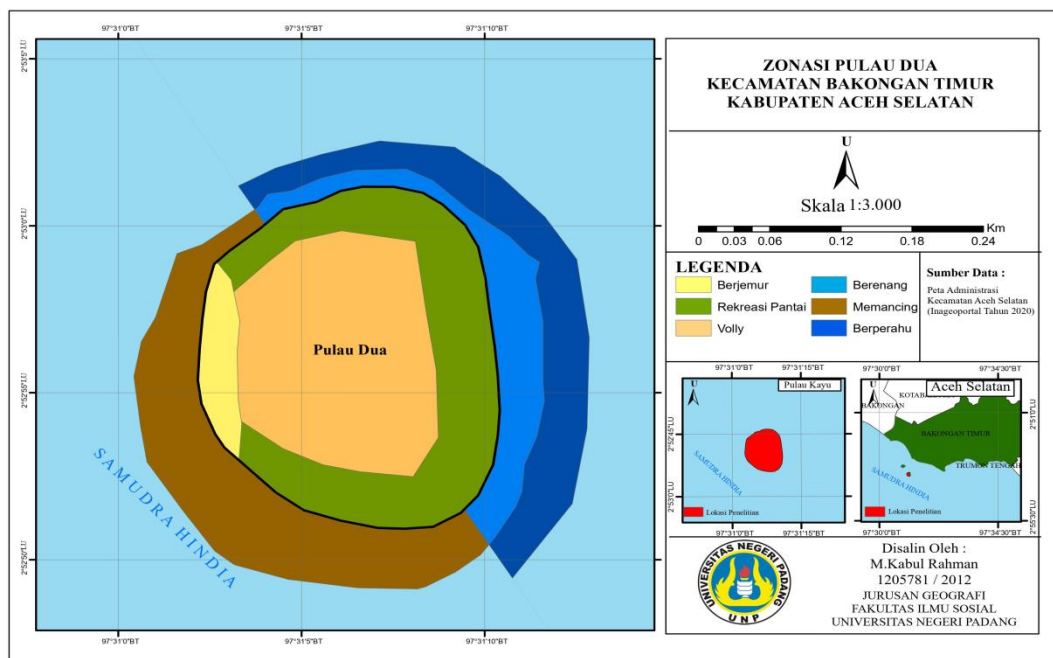 97°31'0"BT 97°31'5"BT 97°31'10"BT
2°53'5"LU
2°53'0"LU
2°52'55"LU
2°52'50"LU
Pulau Dua
SAMUDRA HINDIA
97°31'0"BT 97°31'5"BT 97°31'10"BT
ZONASI PULAU DUA
KECAMATAN BAKONGAN TIMUR
KABUPATEN ACEH SELATAN
U
Skala 1:3.000
0 0.03 0.06 0.12 0.18 0.24 Km
LEGENDA
Berjemur
Rekreasi Pantai
Volly
Berenang
Memancing
Berperahu
Sumber Data :
Peta Administrasi
Kecamatan Aceh Selatan
(Inageoportal Tahun 2020)
97°31'0"BT 97°31'15"BT
U
Pulau Kayu
2°52'45"LU
2°53'0"LU
SAMUDRA HINDIA
Lokasi Penelitian
97°31'0"BT 97°31'15"BT
97°30'0"BT 97°34'30"BT
U
Aceh Selatan
BAKONGAN
BAKONGAN TIMUR
TRUMON TENGAH
SAMUDRA HINDIA
Lokasi Penelitian
2°55'30"LU
97°30'0"BT 97°34'30"BT
UNIVERSITAS NEGERI PADANG
UNP
Disalin Oleh :
M.Kabul Rahman
1205781 / 2012
JURUSAN GEOGRAFI
FAKULTAS ILMU SOSIAL
UNIVERSITAS NEGERI PADANG